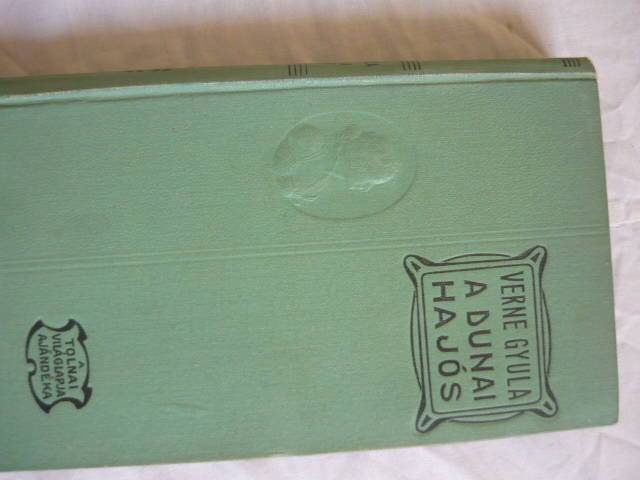 VERNE GYULA
A DUNAI
HAJÓS
A
TOLNAI
VILÁGLAPJA
AJÁNDÉKA